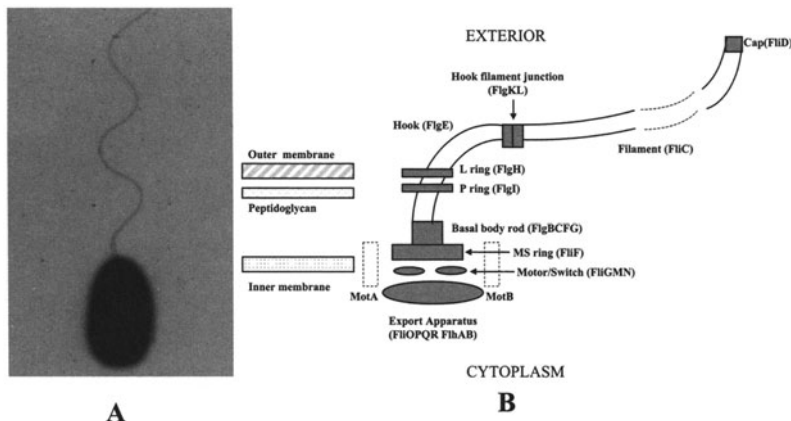 EXTERIOR
Cap(FliD)
Hook filament junction
(FlgKL)
Hook (FlgE)
Filament (FliC)
Outer membrane
L ring (FlgH)
P ring (FlgI)
Peptidoglycan
Basal body rod (FlgBCFG)
MS ring (FliF)
Motor/Switch (FliGMN)
Inner membrane
MotA
MotB
Export Apparatus
(FliOPQR FlhAB)
CYTOPLASM
A
B